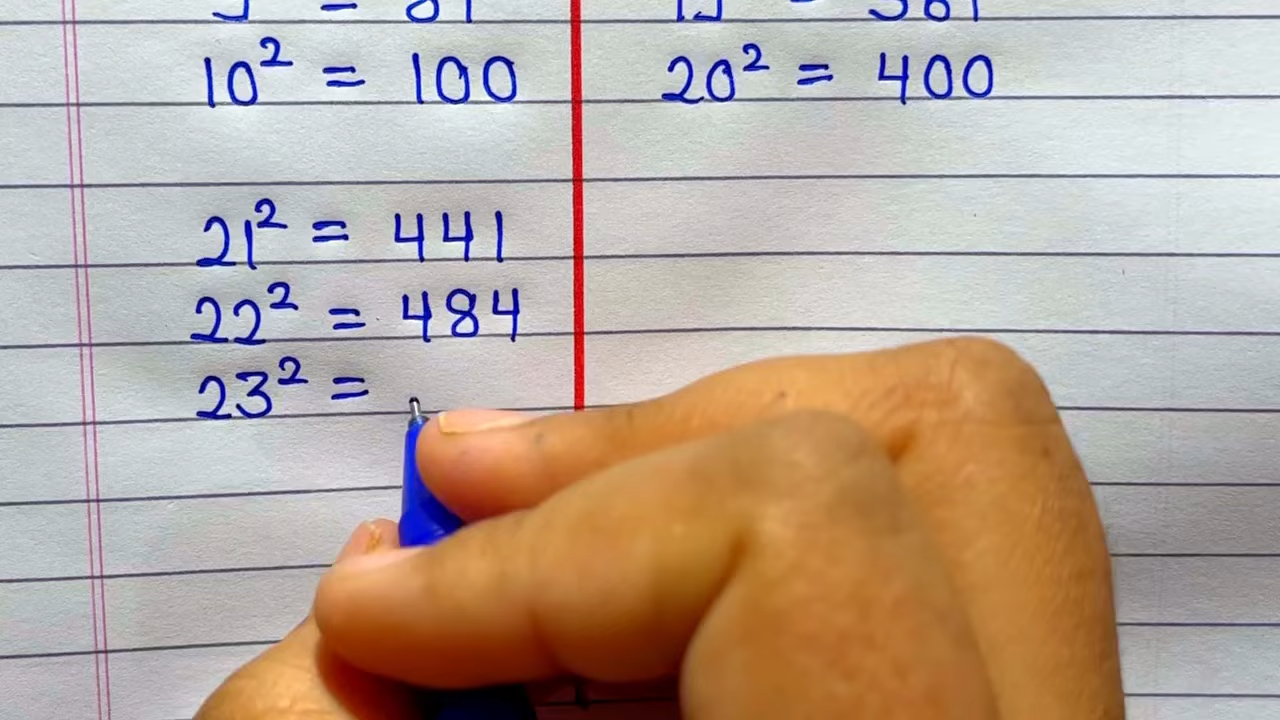 10² = 100
20² = 400
21² = 441
22² = 484
23² =